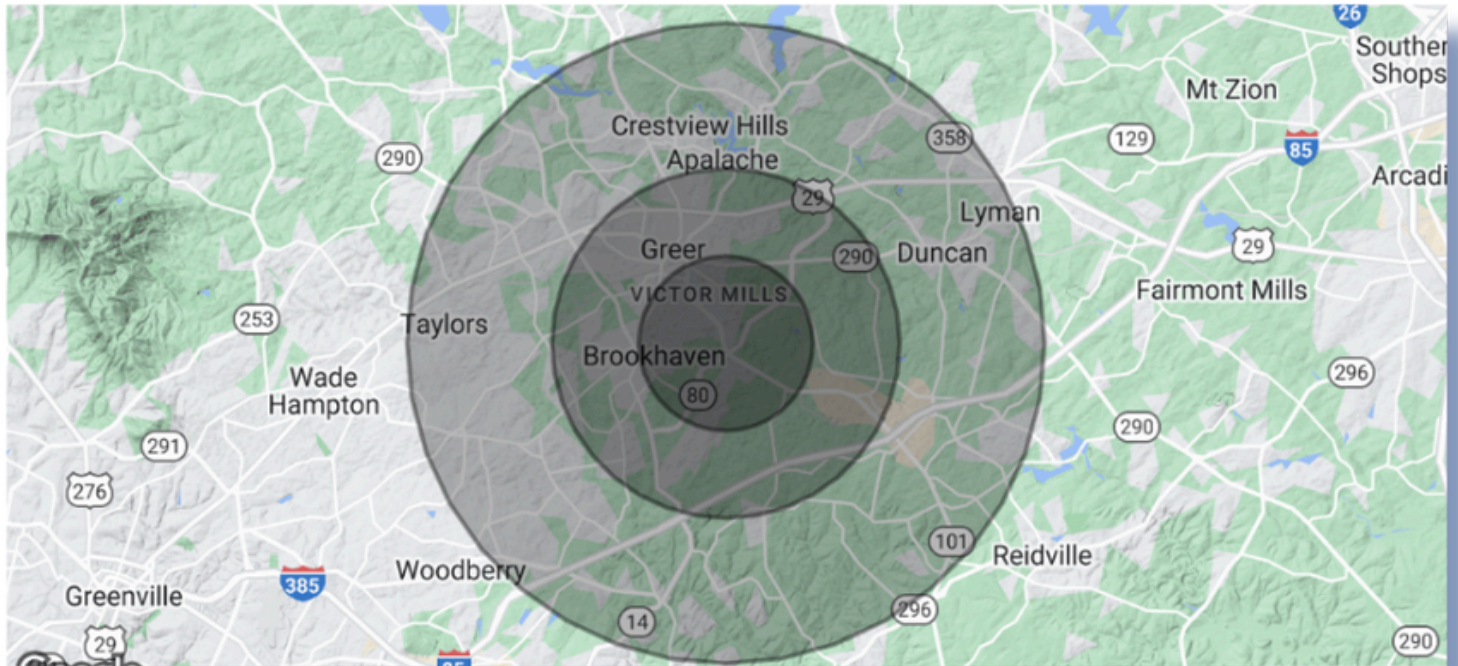 26
Souther
Shops
Mt Zion
Crestview Hills
358
129
85
290
Apalache
Arcadi
29
Lyman
Greer
290
Duncan
29
VICTOR MILLS
Fairmont Mills
253
Taylors
Brookhaven
296
Wade
Hampton
80
290
291
276
101
Reidville
Woodberry
385
Greenville
296
14
29
290